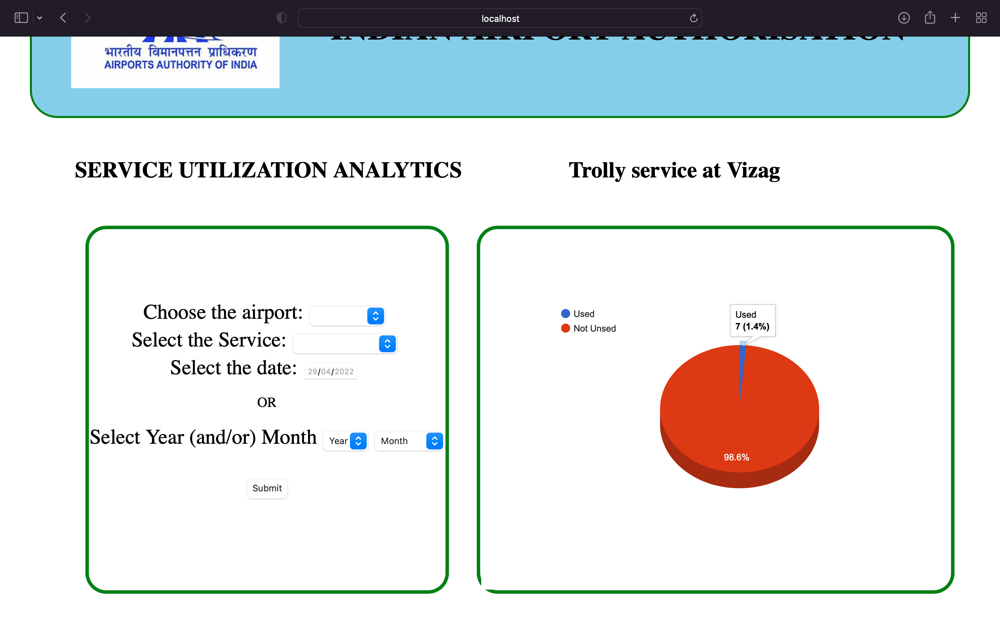 localhost
भारतीय विमानपत्तन प्राधिकरण
AIRPORTS AUTHORITY OF INDIA
SERVICE UTILIZATION ANALYTICS
Trolly service at Vizag
Choose the airport:
Select the Service:
Select the date: 29/04/2022
OR
Select Year (and/or) Month Year Month
Submit
Used
Not Unsed
Used
7 (1.4%)
98.6%